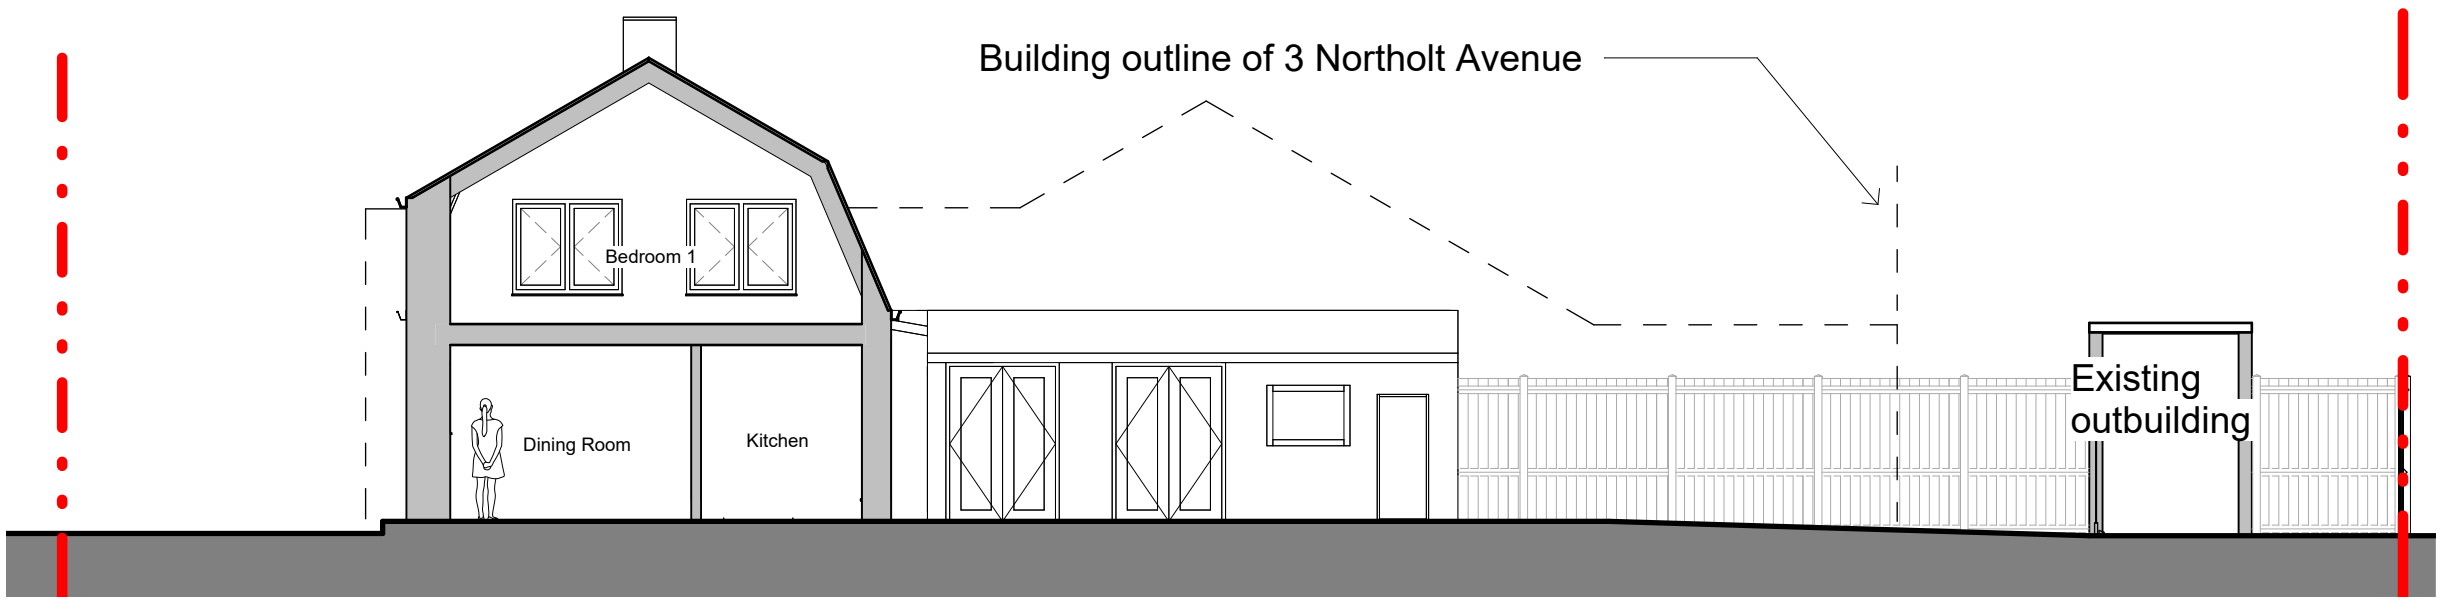 Building outline of 3 Northolt Avenue
Bedroom 1
Existing
outbuilding
Dining Room
Kitchen